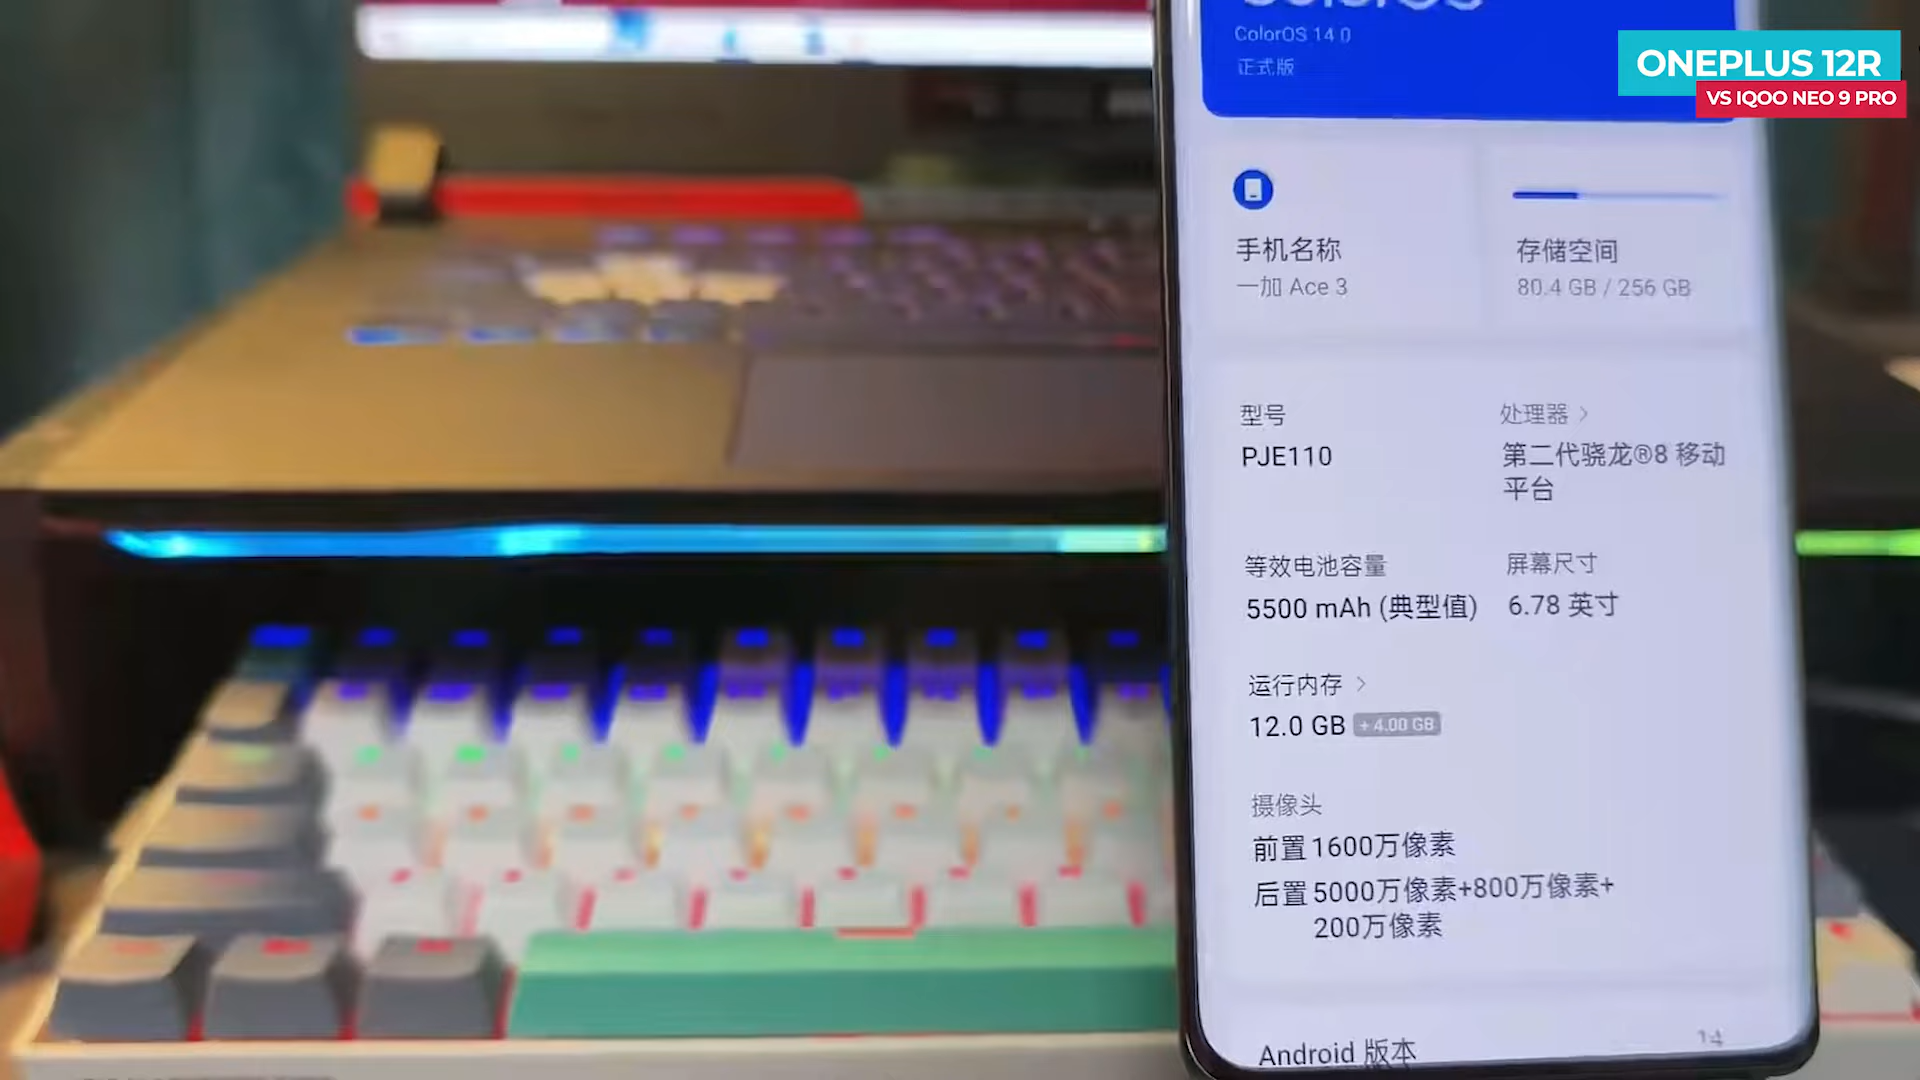 ColorOS
ColorOS 14.0
正式版
ONEPLUS 12R
VS IQOO NEO 9 PRO
手机名称
一加 Ace 3
存储空间
80.4 GB / 256 GB
型号
PJE110
处理器 >
第二代骁龙®8 移动
平台
等效电池容量
5500 mAh (典型值)
屏幕尺寸
6.78 英寸
运行内存 >
12.0 GB + 4.00 GB
摄像头
前置 1600万像素
后置 5000万像素+800万像素+
200万像素
Android 版本
14